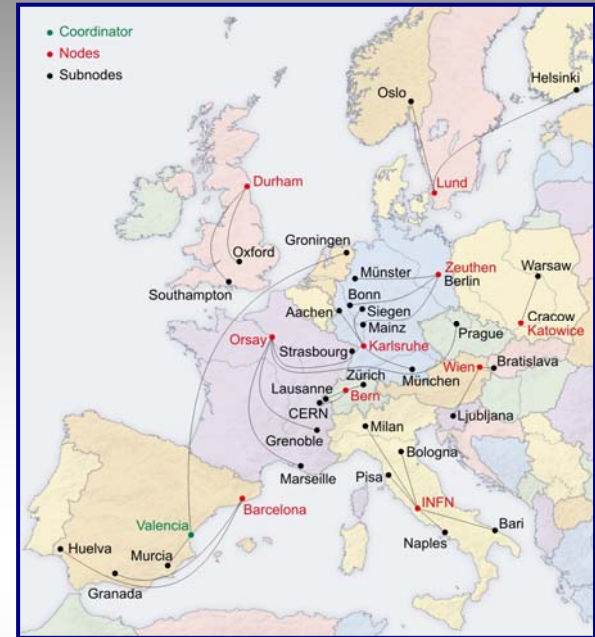 Coordinator
Nodes
Subnodes
Helsinki
Oslo
Lund
Durham
Groningen
Oxford
Münster
Zeuthen
Berlin
Warsaw
Southampton
Bonn
Aachen
Siegen
Mainz
Cracow
Katowice
Prague
Orsay
Karlsruhe
Strasbourg
Wien
Bratislava
Zürich
München
Lausanne
Bern
CERN
Ljubljana
Milan
Grenoble
Bologna
Marseille
Pisa
INFN
Barcelona
Valencia
Bari
Naples
Huelva
Murcia
Granada